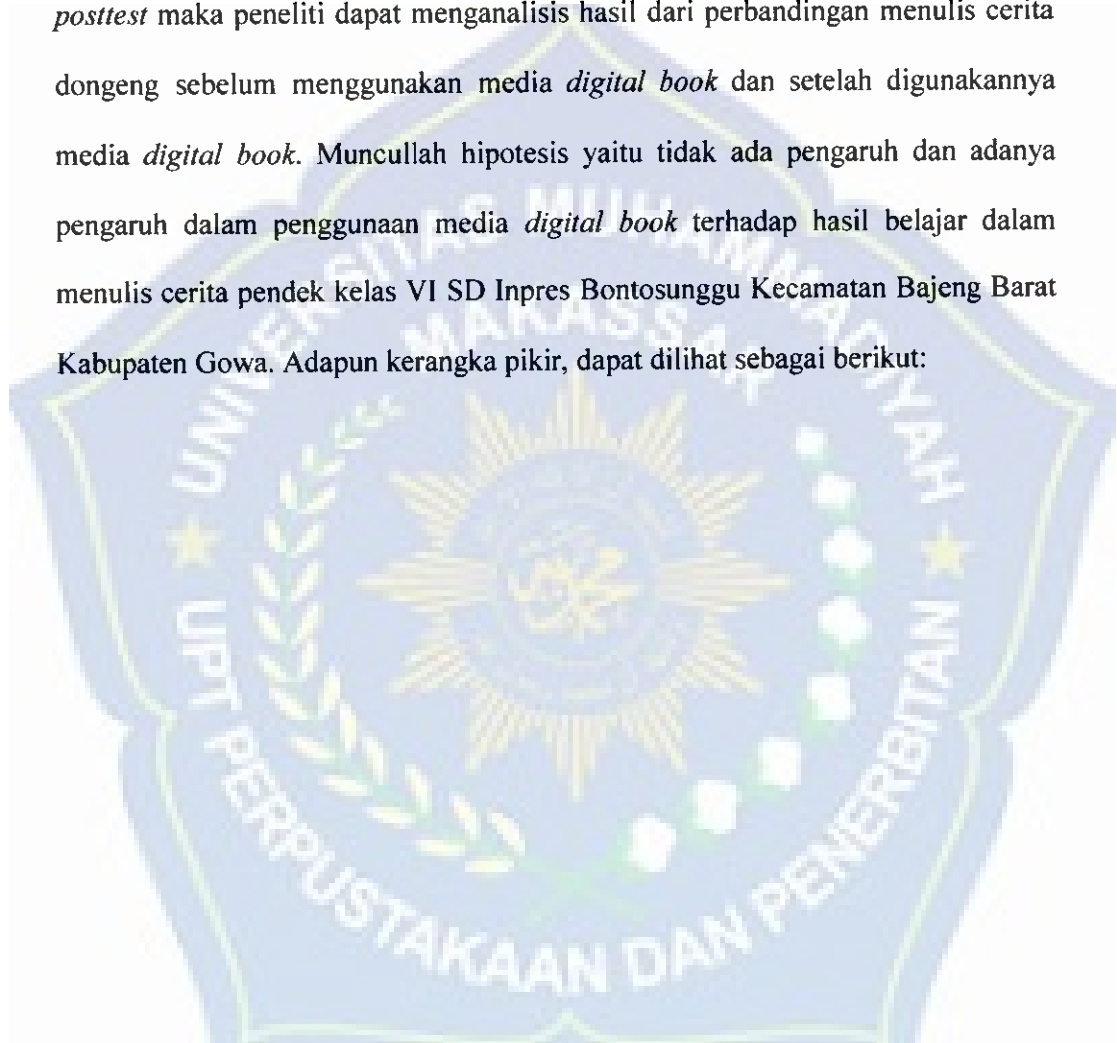 posttest maka peneliti dapat menganalisis hasil dari perbandingan menulis cerita
dongeng sebelum menggunakan media digital book dan setelah digunakannya
media digital book. Muncullah hipotesis yaitu tidak ada pengaruh dan adanya
pengaruh dalam penggunaan media digital book terhadap hasil belajar dalam
menulis cerita pendek kelas VI SD Inpres Bontosunggu Kecamatan Bajeng Barat
Kabupaten Gowa. Adapun kerangka pikir, dapat dilihat sebagai berikut:
UNIVERSITAS MUHAMMADIYAH
MAKASSAR
UPT PERPUSTAKAAN DAN PENERBITAN